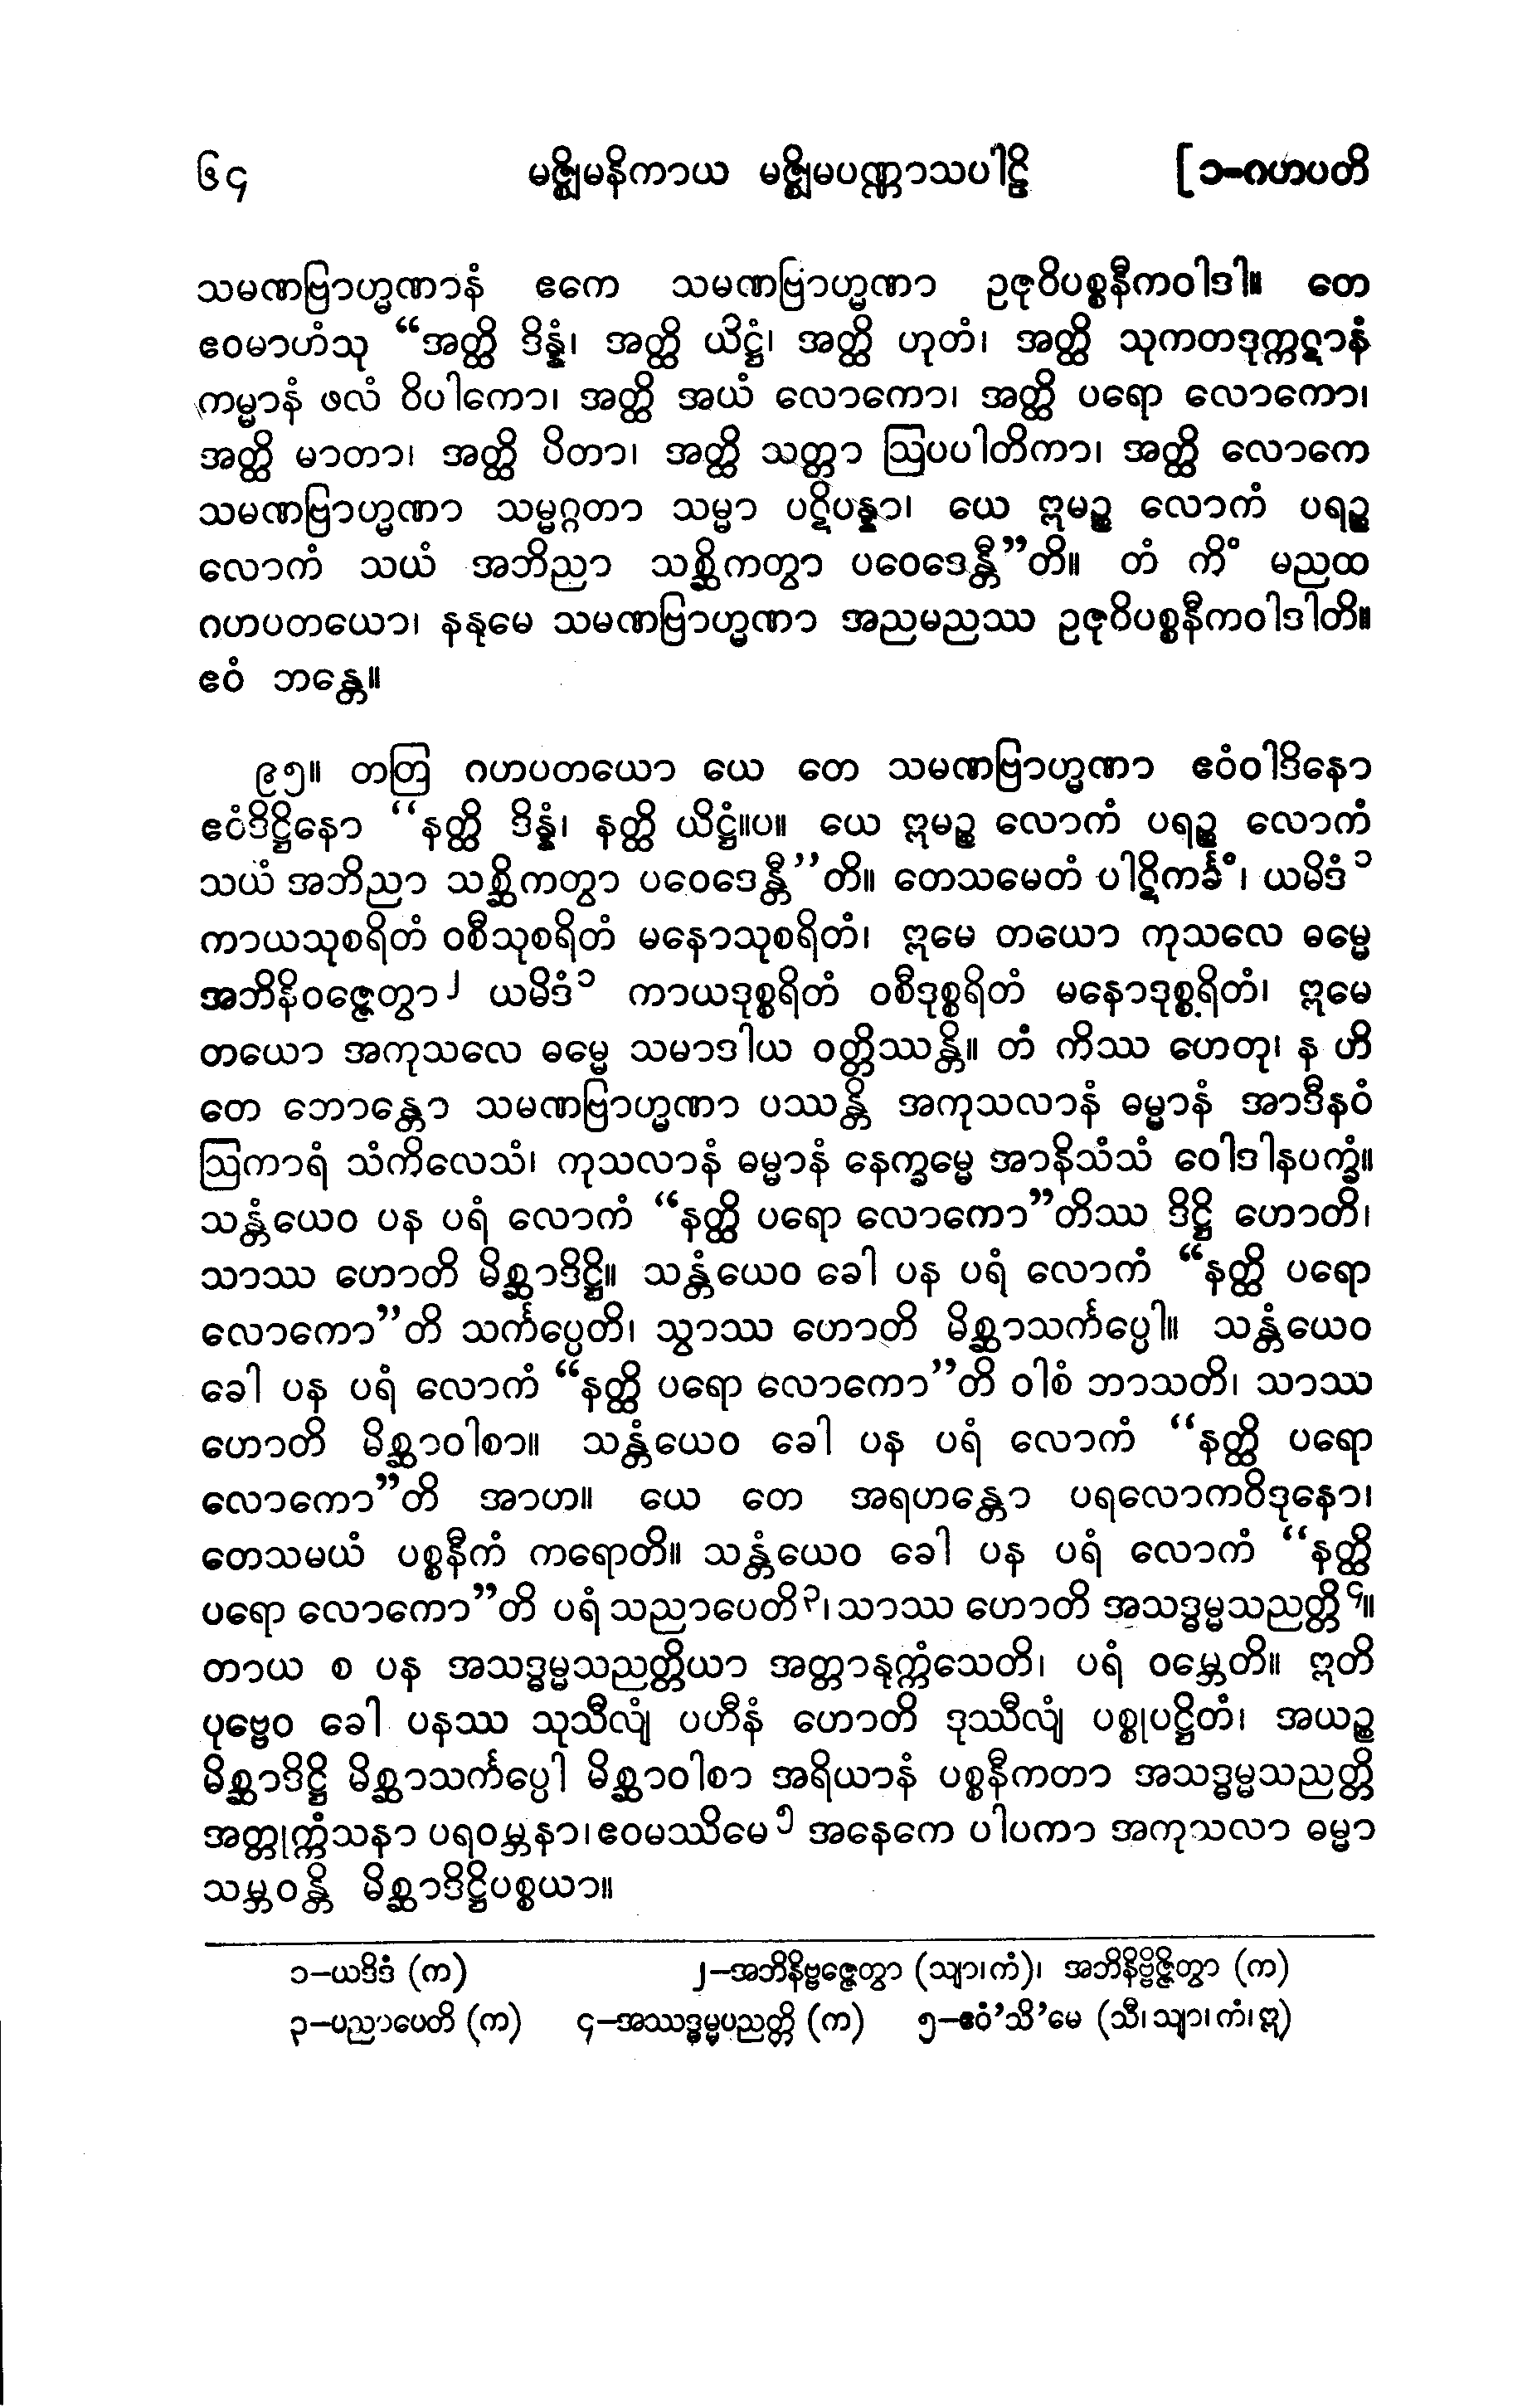 ၆၄ မဇ္ဈိမနိကာယ မဇ္ဈိမပဏ္ဏာသပါဠိ [၁-ဂဟပတိ
သမဏဗြာဟ္မဏာနံ ဧကေ သမဏဗြာဟ္မဏာ ဥဇုဝိပစ္စနီကဝါဒါ။ တေ
ဧဝမာဟံသု “အတ္ထိ ဒိန္နံ၊ အတ္ထိ ယိဋ္ဌံ၊ အတ္ထိ ဟုတံ၊ အတ္ထိ သုကတဒုက္ကဋာနံ
ကမ္မာနံ ဖလံ ဝိပါကော၊ အတ္ထိ အယံ လောကော၊ အတ္ထိ ပရော လောကော၊
အတ္ထိ မာတာ၊ အတ္ထိ ပိတာ၊ အတ္ထိ သတ္တာ ဩပပါတိကာ၊ အတ္ထိ လောကေ
သမဏဗြာဟ္မဏာ သမ္မဂ္ဂတာ သမ္မာ ပဋိပန္နာ၊ ယေ ဣမဉ္စ လောကံ ပရဉ္စ
လောကံ သယံ အဘိညာ သစ္ဆိကတွာ ပဝေဒေန္တီ”တိ။ တံ ကိံ မညထ
ဂဟပတယော၊ နနုမေ သမဏဗြာဟ္မဏာ အညမညဿ ဥဇုဝိပစ္စနီကဝါဒါတိ။
ဧဝံ ဘန္တေ။
၉၅။ တတြ ဂဟပတယော ယေ တေ သမဏဗြာဟ္မဏာ ဧဝံဝါဒိနော
ဧဝံဒိဋ္ဌိနော “နတ္ထိ ဒိန္နံ၊ နတ္ထိ ယိဋ္ဌံ။ပ။ ယေ ဣမဉ္စ လောကံ ပရဉ္စ လောကံ
သယံ အဘိညာ သစ္ဆိကတွာ ပဝေဒေန္တီ”တိ။ တေသမေတံ ပါဋိကင်္ခံ၊ ယမိဒံ၁
ကာယသုစရိတံ ဝစီသုစရိတံ မနောသုစရိတံ၊ ဣမေ တယော ကုသလေ ဓမ္မေ
အဘိနိဝဇ္ဇေတွာ၂ ယမိဒံ၁ ကာယဒုစ္စရိတံ ဝစီဒုစ္စရိတံ မနောဒုစ္စရိတံ၊ ဣမေ
တယော အကုသလေ ဓမ္မေ သမာဒါယ ဝတ္တိဿန္တိ။ တံ ကိဿ ဟေတု၊ န ဟိ
တေ ဘောန္တော သမဏဗြာဟ္မဏာ ပဿန္တိ အကုသလာနံ ဓမ္မာနံ အာဒီနဝံ
ဩကာရံ သံကိလေသံ၊ ကုသလာနံ ဓမ္မာနံ နေက္ခမ္မေ အာနိသံသံ ဝေါဒါနပက္ခံ။
သန္တံယေဝ ပန ပရံ လောကံ “နတ္ထိ ပရော လောကော”တိဿ ဒိဋ္ဌိ ဟောတိ၊
သာဿ ဟောတိ မိစ္ဆာဒိဋ္ဌိ။ သန္တံယေဝ ခေါ ပန ပရံ လောကံ “နတ္ထိ ပရော
လောကော”တိ သင်္ကပ္ပေတိ၊ သွာဿ ဟောတိ မိစ္ဆာသင်္ကပ္ပေါ။ သန္တံယေဝ
ခေါ ပန ပရံ လောကံ “နတ္ထိ ပရော လောကော”တိ ဝါစံ ဘာသတိ၊ သာဿ
ဟောတိ မိစ္ဆာဝါစာ။ သန္တံယေဝ ခေါ ပန ပရံ လောကံ “နတ္ထိ ပရော
လောကော”တိ အာဟ။ ယေ တေ အရဟန္တော ပရလောကဝိဒုနော၊
တေသမယံ ပစ္စနီကံ ကရောတိ။ သန္တံယေဝ ခေါ ပန ပရံ လောကံ “နတ္ထိ
ပရော လောကော”တိ ပရံ သညာပေတိ၃၊ သာဿ ဟောတိ အသဒ္ဓမ္မသညတ္တိ၄။
တာယ စ ပန အသဒ္ဓမ္မသညတ္တိယာ အတ္တာနုက္ကံသေတိ၊ ပရံ ဝမ္ဘေတိ။ ဣတိ
ပုဗ္ဗေဝ ခေါ ပနဿ သုသီလျံ ပဟီနံ ဟောတိ ဒုဿီလျံ ပစ္စုပဋ္ဌိတံ၊ အယဉ္စ
မိစ္ဆာဒိဋ္ဌိ မိစ္ဆာသင်္ကပ္ပေါ မိစ္ဆာဝါစာ အရိယာနံ ပစ္စနီကတာ အသဒ္ဓမ္မသညတ္တိ
အတ္တုက္ကံသနာ ပရဝမ္ဘနာ၊ ဧဝမဿိမေ၅ အနေကေ ပါပကာ အကုသလာ ဓမ္မာ
သမ္ဘဝန္တိ မိစ္ဆာဒိဋ္ဌိပစ္စယာ။
၁-ယဒိဒံ (က) ၂-အဘိနိဗ္ဗဇ္ဇေတွာ (သျာ၊ကံ)၊ အဘိနိဗ္ဗိဇ္ဇိတွာ (က)
၃-ပညာပေတိ (က) ၄-အဿဒ္ဓမ္မပညတ္တိ (က) ၅-ဧဝံ’သိ’မေ (သီ၊သျာ၊ကံ၊ဣ)